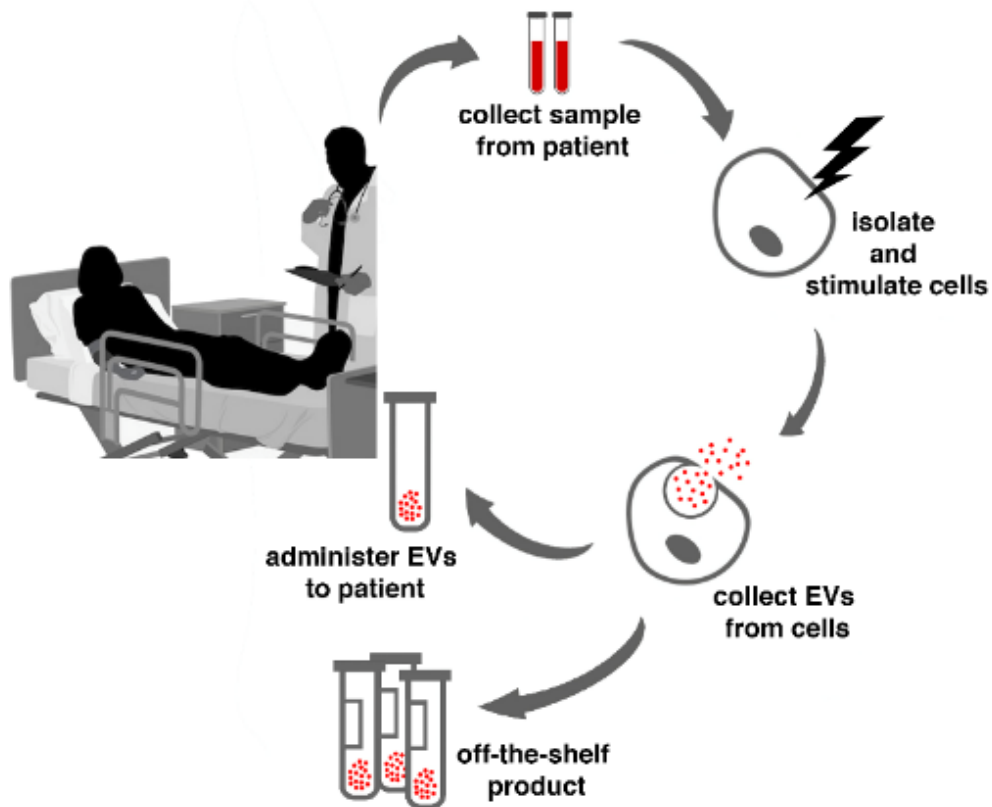 collect sample
from patient
isolate
and
stimulate cells
collect EVs
from cells
administer EVs
to patient
off-the-shelf
product